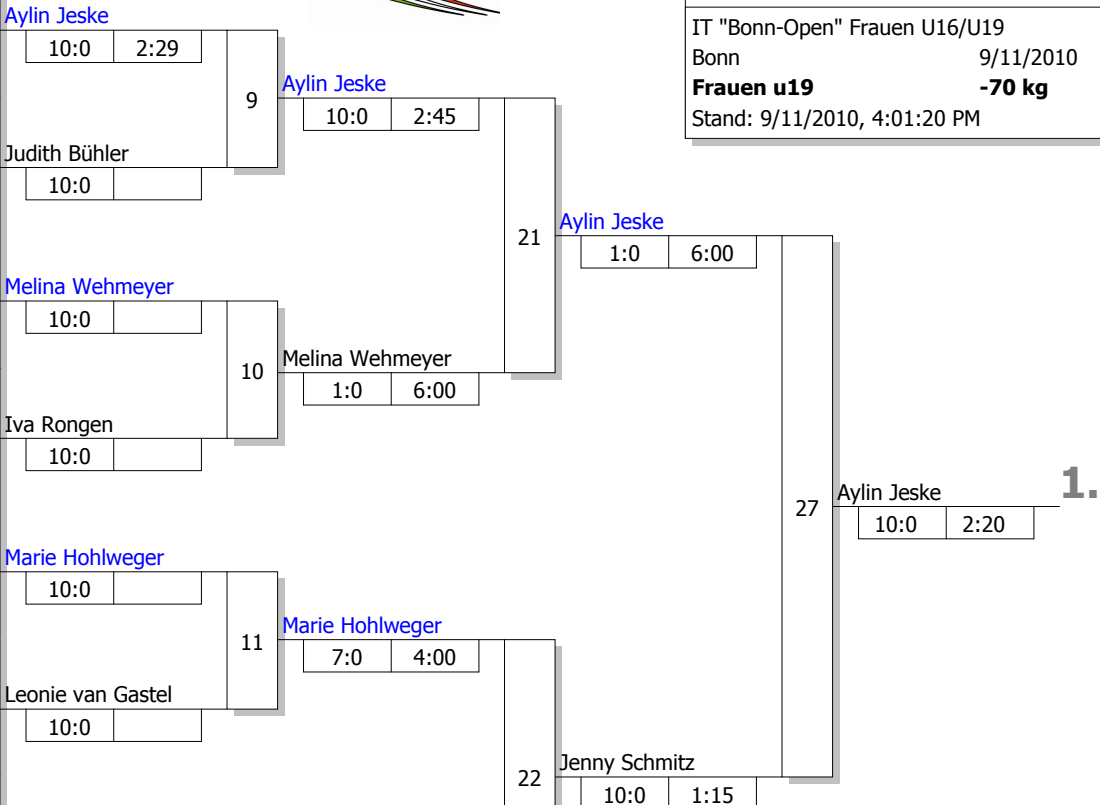 Aylin Jeske
10:0 2:29
IT "Bonn-Open" Frauen U16/U19
Bonn 9/11/2010
Frauen u19 -70 kg
Stand: 9/11/2010, 4:01:20 PM
9
Aylin Jeske
10:0 2:45
Judith Bühler
10:0
21
Aylin Jeske
1:0 6:00
Melina Wehmeyer
10:0
10
Melina Wehmeyer
1:0 6:00
Iva Rongen
10:0
27
Aylin Jeske 1.
10:0 2:20
Marie Hohlweger
10:0
11
Marie Hohlweger
7:0 4:00
Leonie van Gastel
10:0
22
Jenny Schmitz
10:0 1:15